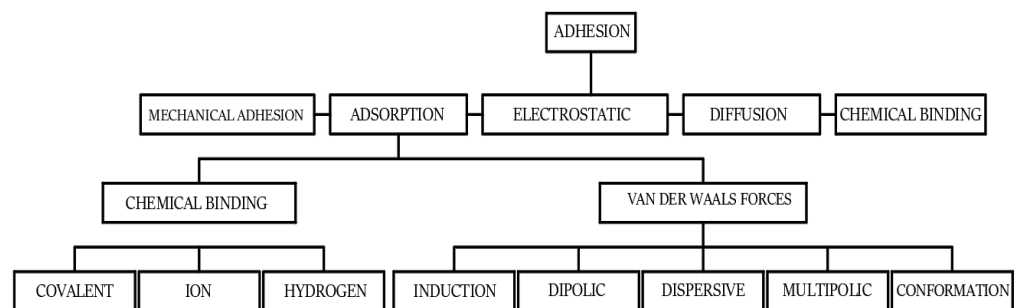 ADHESION
MECHANICAL ADHESION
ADSORPTION
ELECTROSTATIC
DIFFUSION
CHEMICAL BINDING
CHEMICAL BINDING
VAN DER WAALS FORCES
COVALENT
ION
HYDROGEN
INDUCTION
DIPOLIC
DISPERSIVE
MULTIPOLIC
CONFORMATION